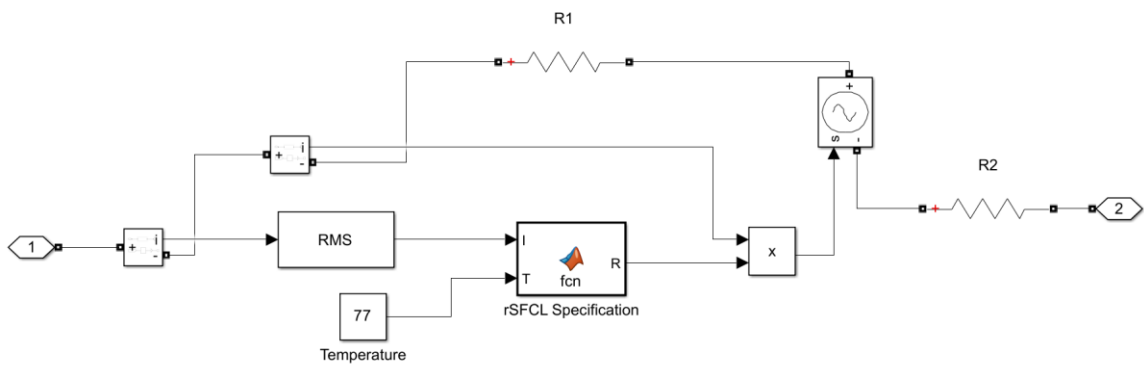 R1
+
s
-
i
+
-
R2
1
i
+
-
RMS
I
T
fcn
R
x
2
rSFCL Specification
77
Temperature